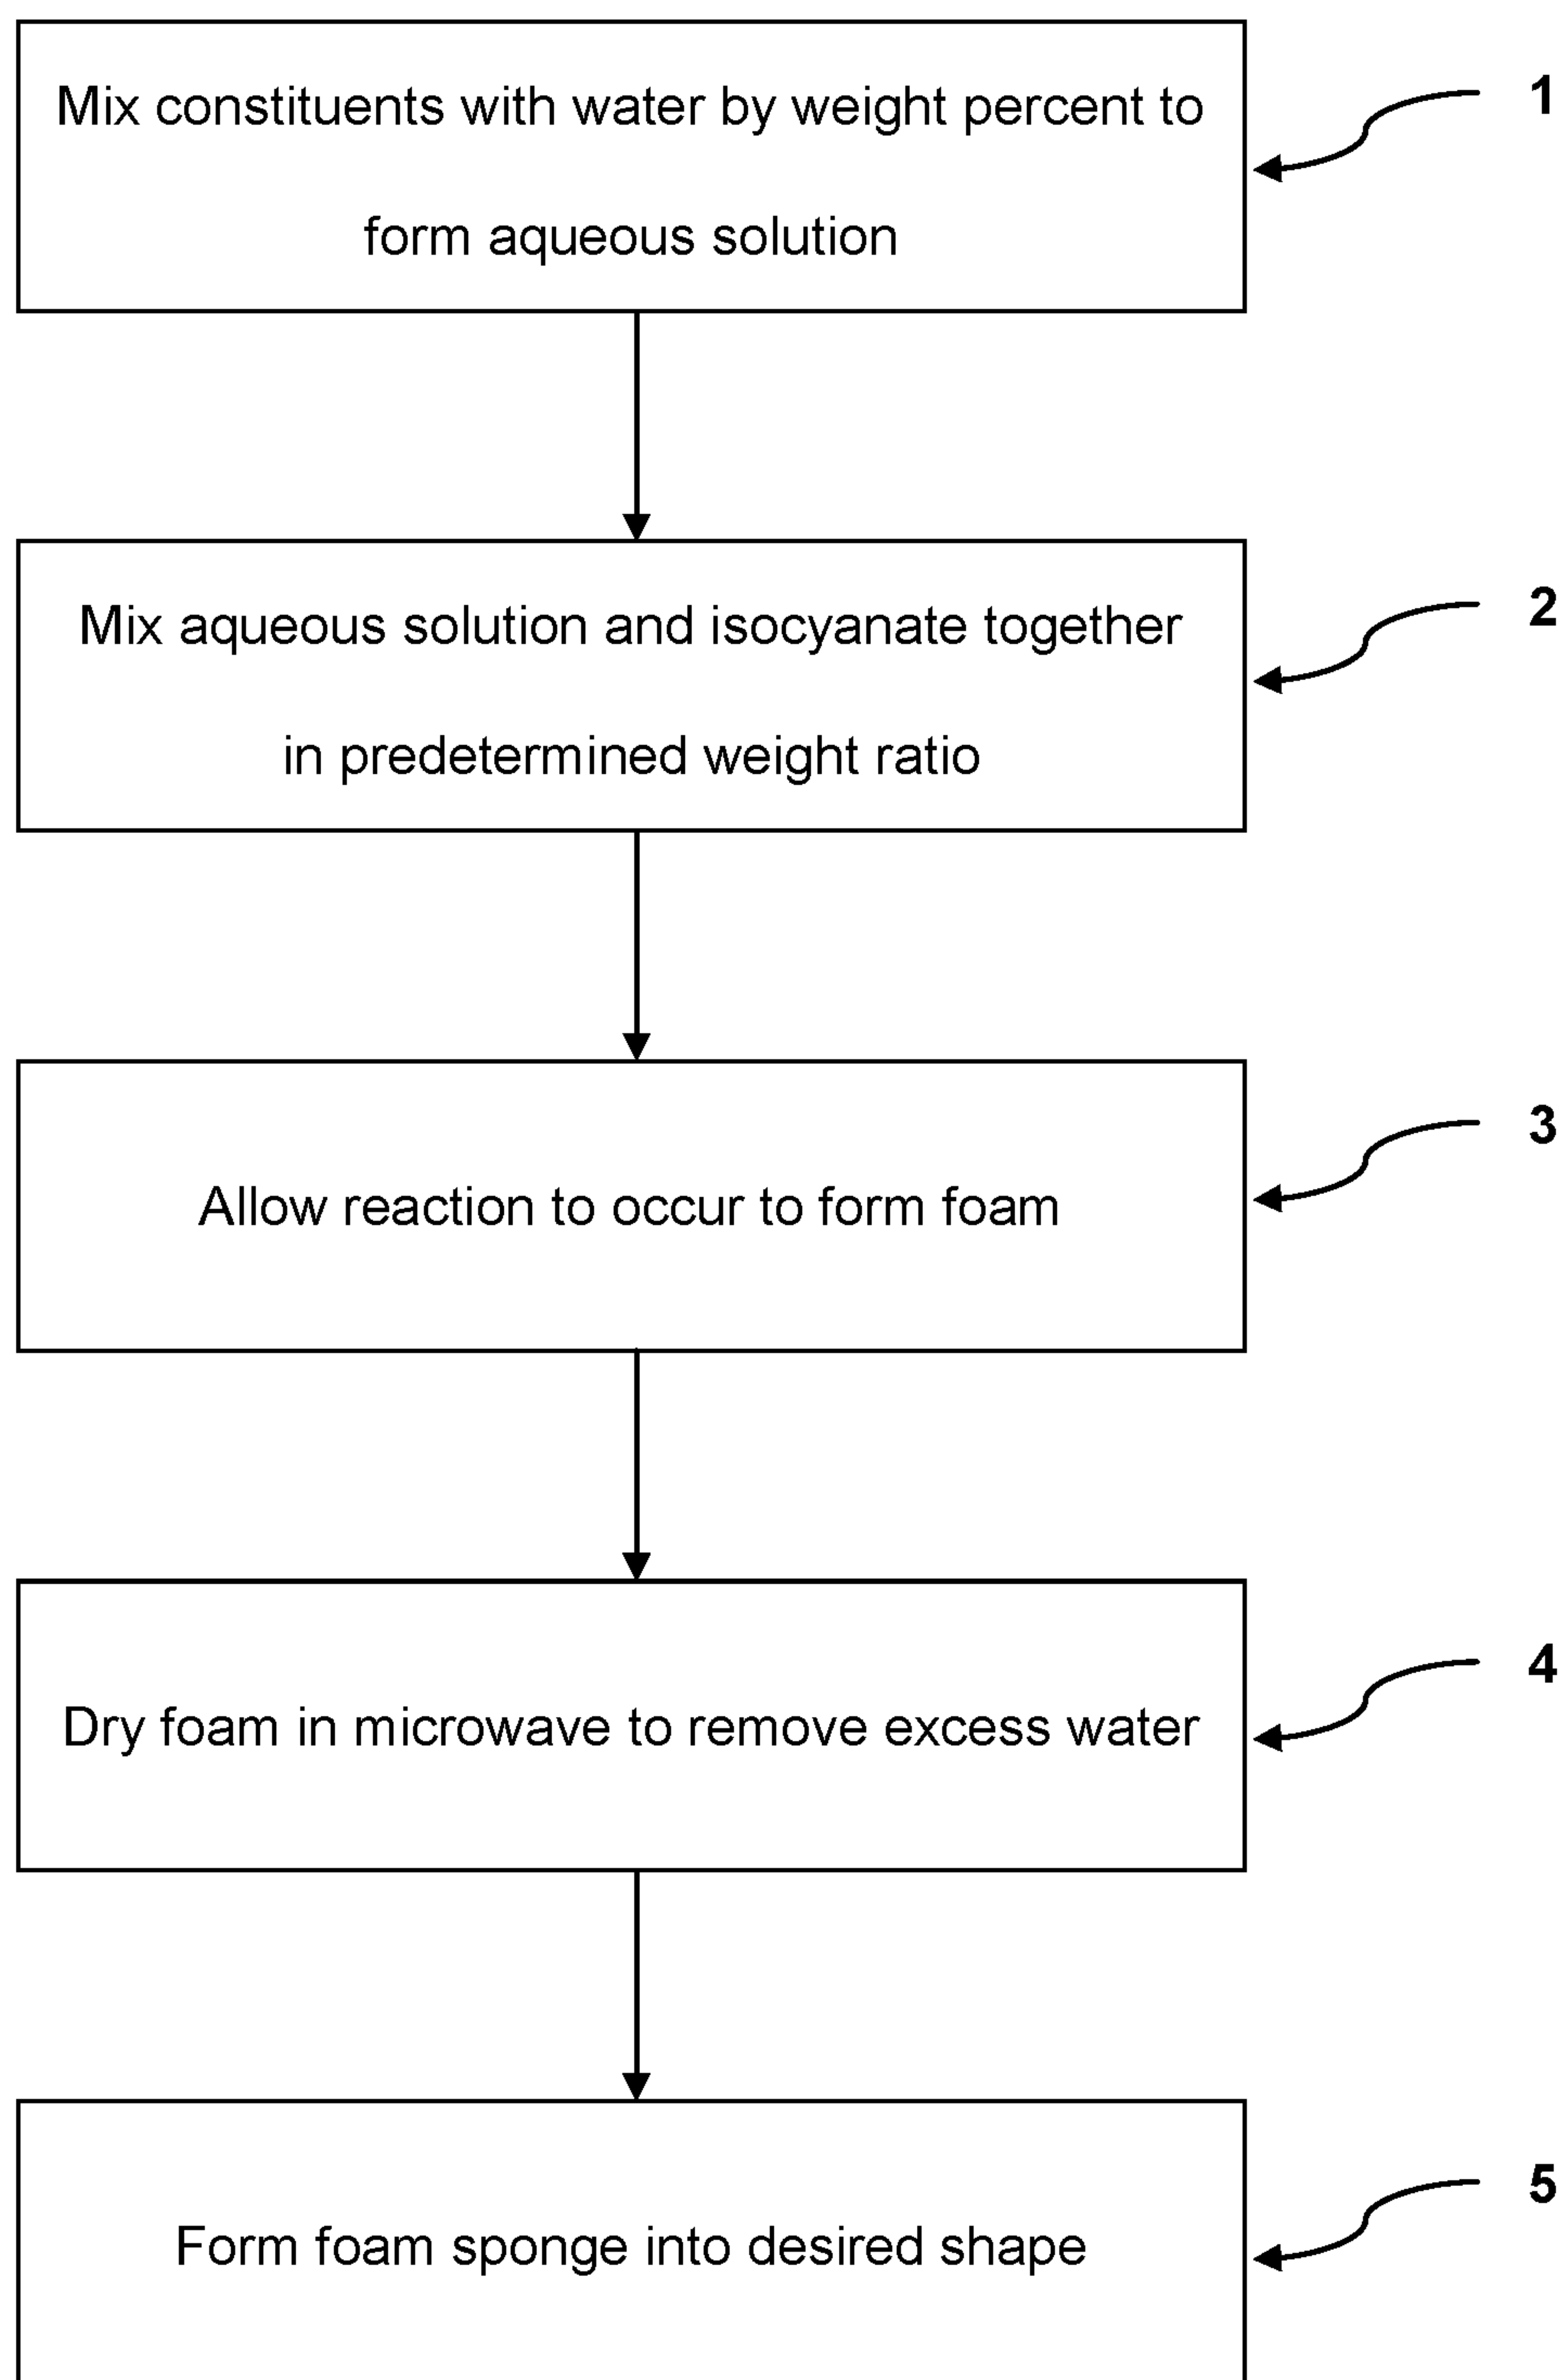 Mix constituents with water by weight percent to
form aqueous solution
1
Mix aqueous solution and isocyanate together
in predetermined weight ratio
2
Allow reaction to occur to form foam
3
Dry foam in microwave to remove excess water
4
Form foam sponge into desired shape
5